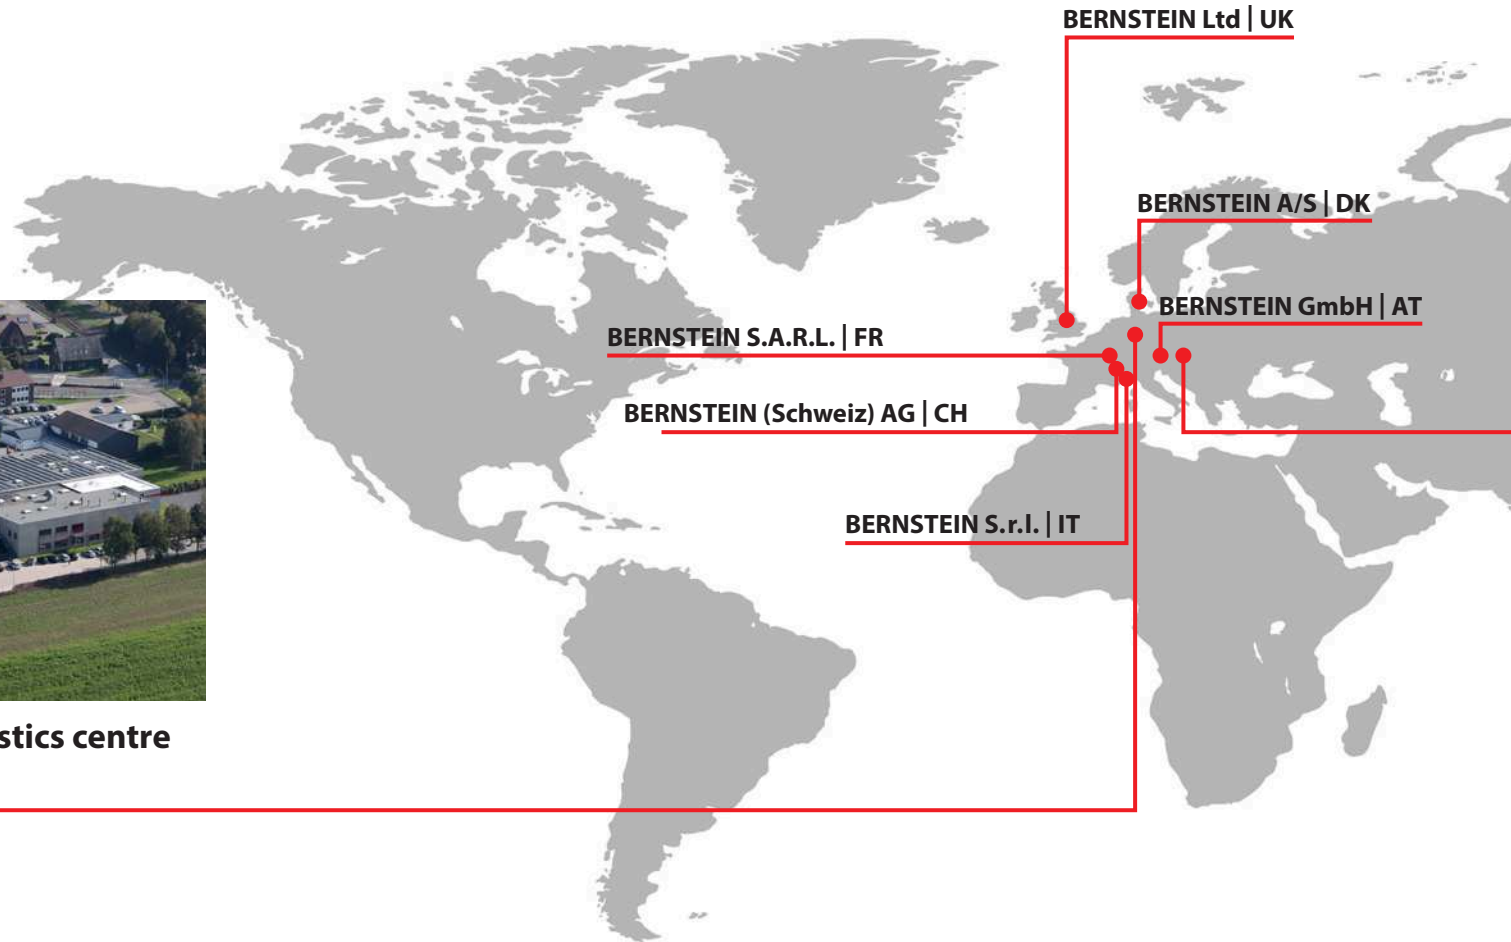 BERNSTEIN Ltd | UK
BERNSTEIN A/S | DK
BERNSTEIN GmbH | AT
BERNSTEIN S.A.R.L. | FR
BERNSTEIN (Schweiz) AG | CH
BERNSTEIN S.r.l. | IT
stics centre